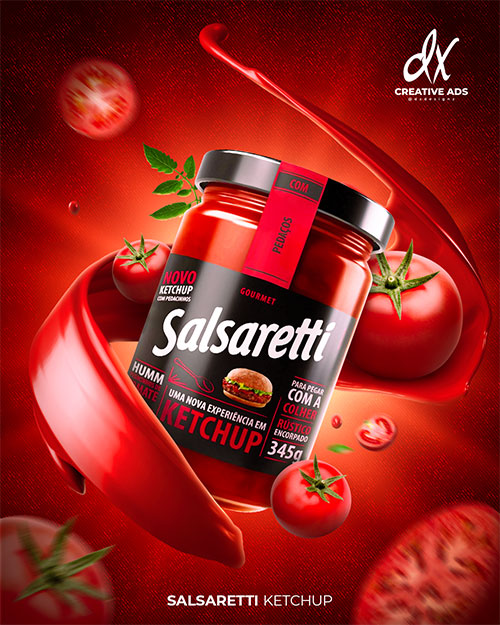 dx
CREATIVE ADS
@dxdesignz
COM
PEDAÇOS
NOVO
KETCHUP
COM PEDACINHOS
GOURMET
Salsaretti
HUMM
UMA NOVA EXPERIÊNCIA EM
KETCHUP
PARA PEGAR
COM A
COLHER
RÚSTICO
ENCORPADO
345g
SALSARETTI KETCHUP